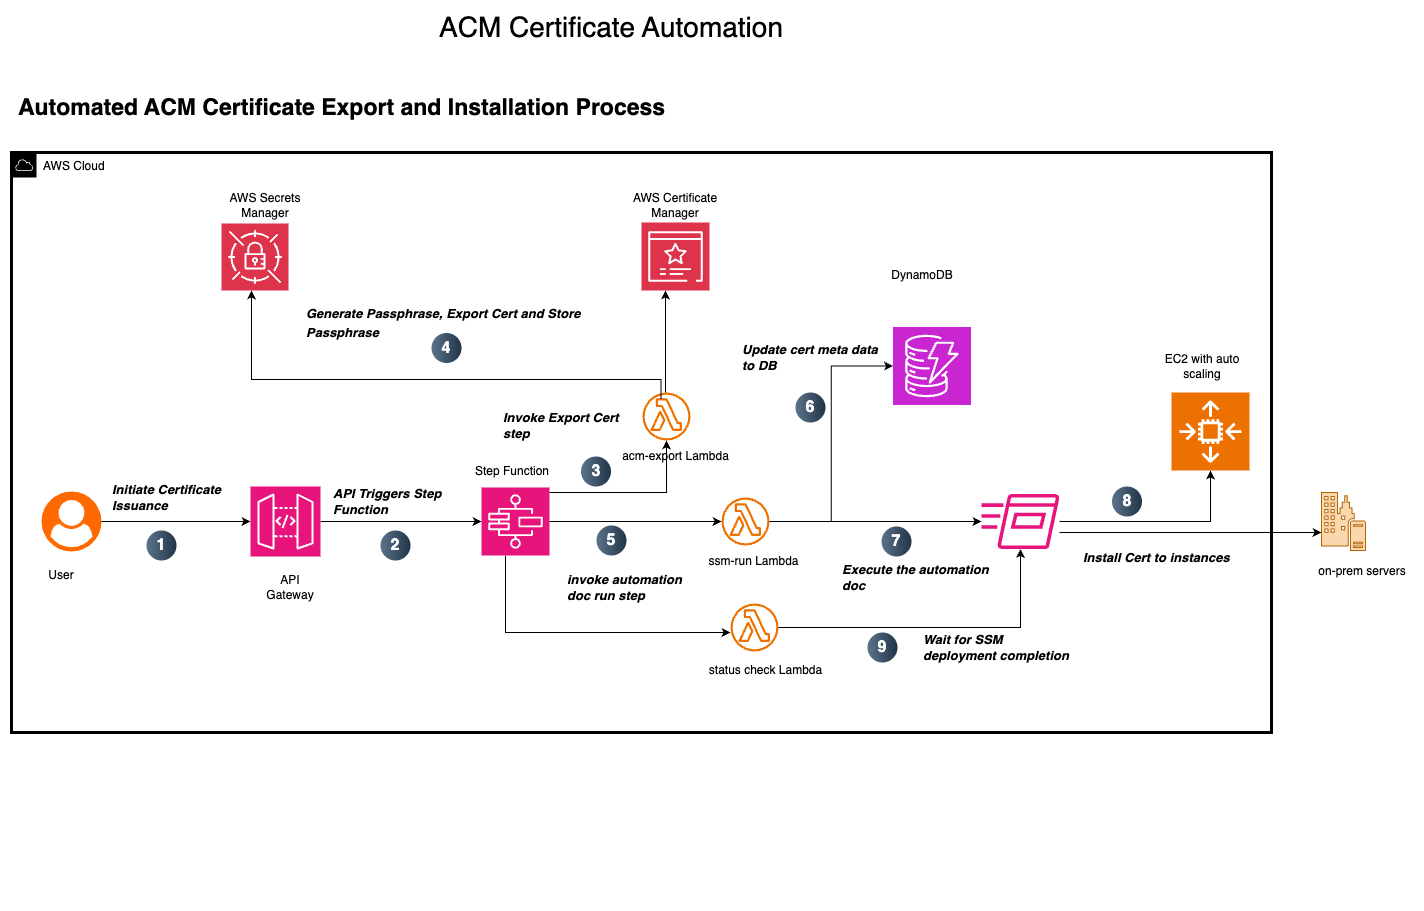 ACM Certificate Automation
Automated ACM Certificate Export and Installation Process
AWS Cloud
AWS Secrets
Manager
AWS Certificate
Manager
DynamoDB
Generate Passphrase, Export Cert and Store
Passphrase
4
Update cert meta data
to DB
6
EC2 with auto
scaling
Invoke Export Cert
step
3
acm-export Lambda
Step Function
Initiate Certificate
Issuance
1
User
</>
API
Gateway
API Triggers Step
Function
2
5
invoke automation
doc run step
ssm-run Lambda
7
Execute the automation
doc
8
Install Cert to instances
on-prem servers
status check Lambda
9
Wait for SSM
deployment completion